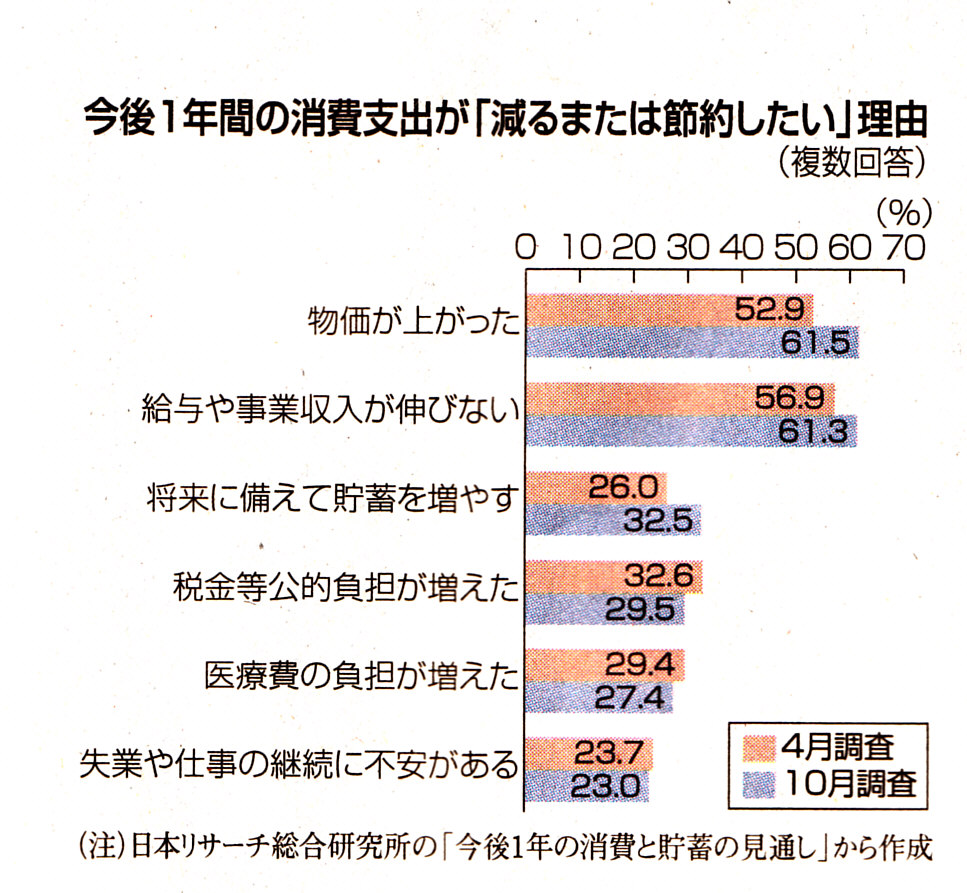 今後1年間の消費支出が「減るまたは節約したい」理由
（複数回答）
（%）
0 10 20 30 40 50 60 70
物価が上がった
52.9
61.5
給与や事業収入が伸びない
56.9
61.3
将来に備えて貯蓄を増やす
26.0
32.5
税金等公的負担が増えた
32.6
29.5
医療費の負担が増えた
29.4
27.4
失業や仕事の継続に不安がある
23.7
23.0
4月調査
10月調査
（注）日本リサーチ総合研究所の「今後1年の消費と貯蓄の見通し」から作成